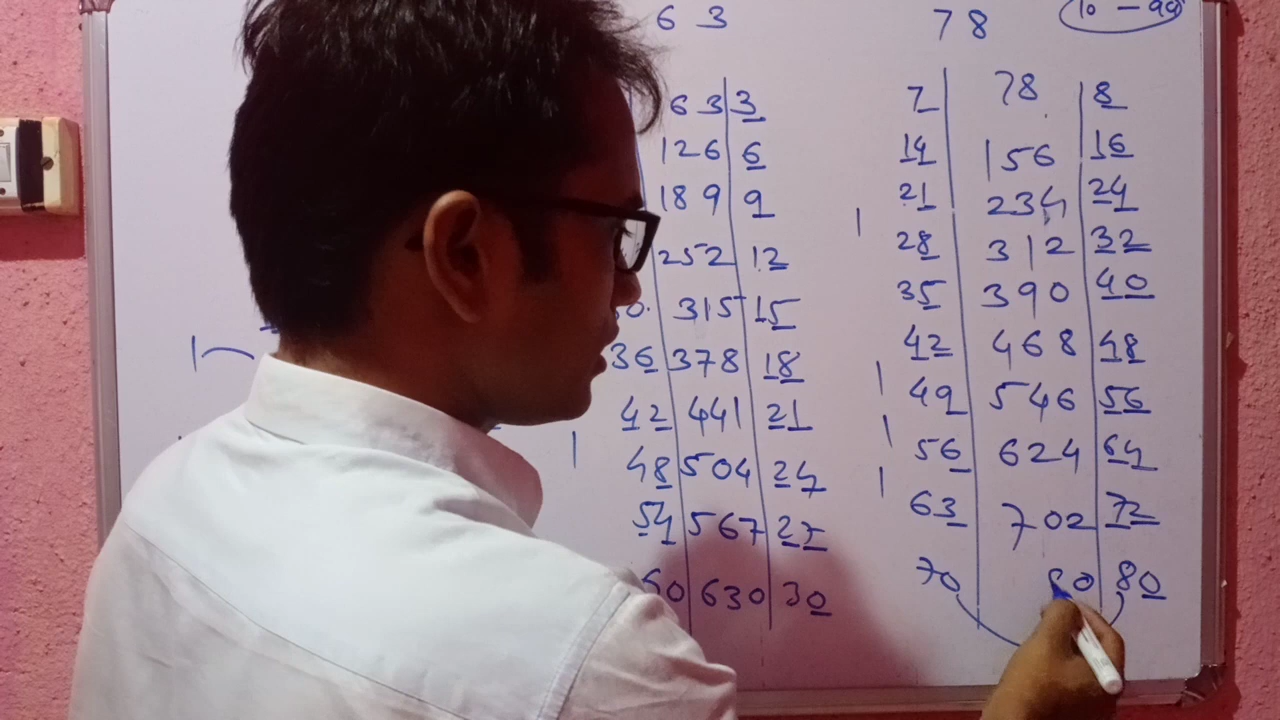 63 78 10 - 99
63 3 7 78 8
126 6 14 156 16
189 9 21 234 24
252 12 1 28 312 32
315 15 35 390 40
36 378 18 42 468 48
42 441 21 1 49 546 56
1 48 504 24 1 56 624 64
54 567 27 1 63 702 72
60 630 30 70 80 80